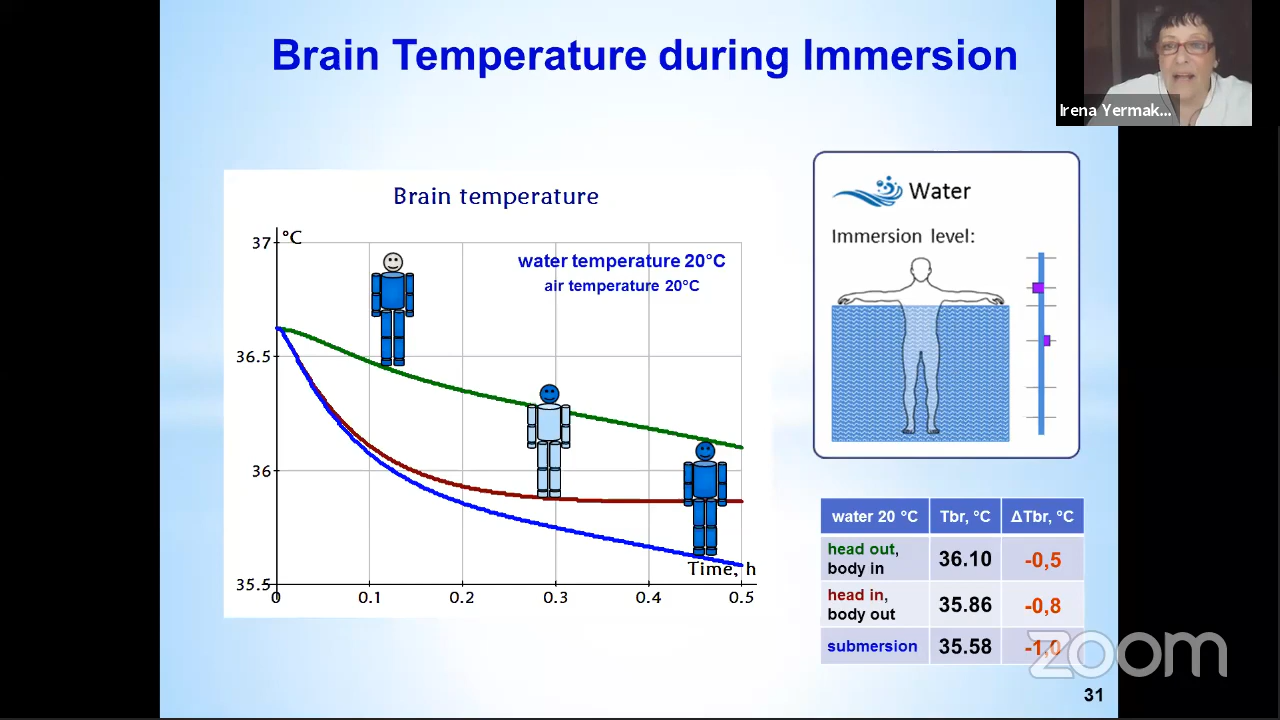 Brain Temperature during Immersion
Irena Yermak...
Brain temperature
°C
37
36.5
36
35.5
water temperature 20°C
air temperature 20°C
Time, h
0 0.1 0.2 0.3 0.4 0.5
Water
Immersion level:
water 20 °C Tbr, °C ΔTbr, °C
head out, body in 36.10 -0,5
head in, body out 35.86 -0,8
submersion 35.58 -1,0
zoom
31